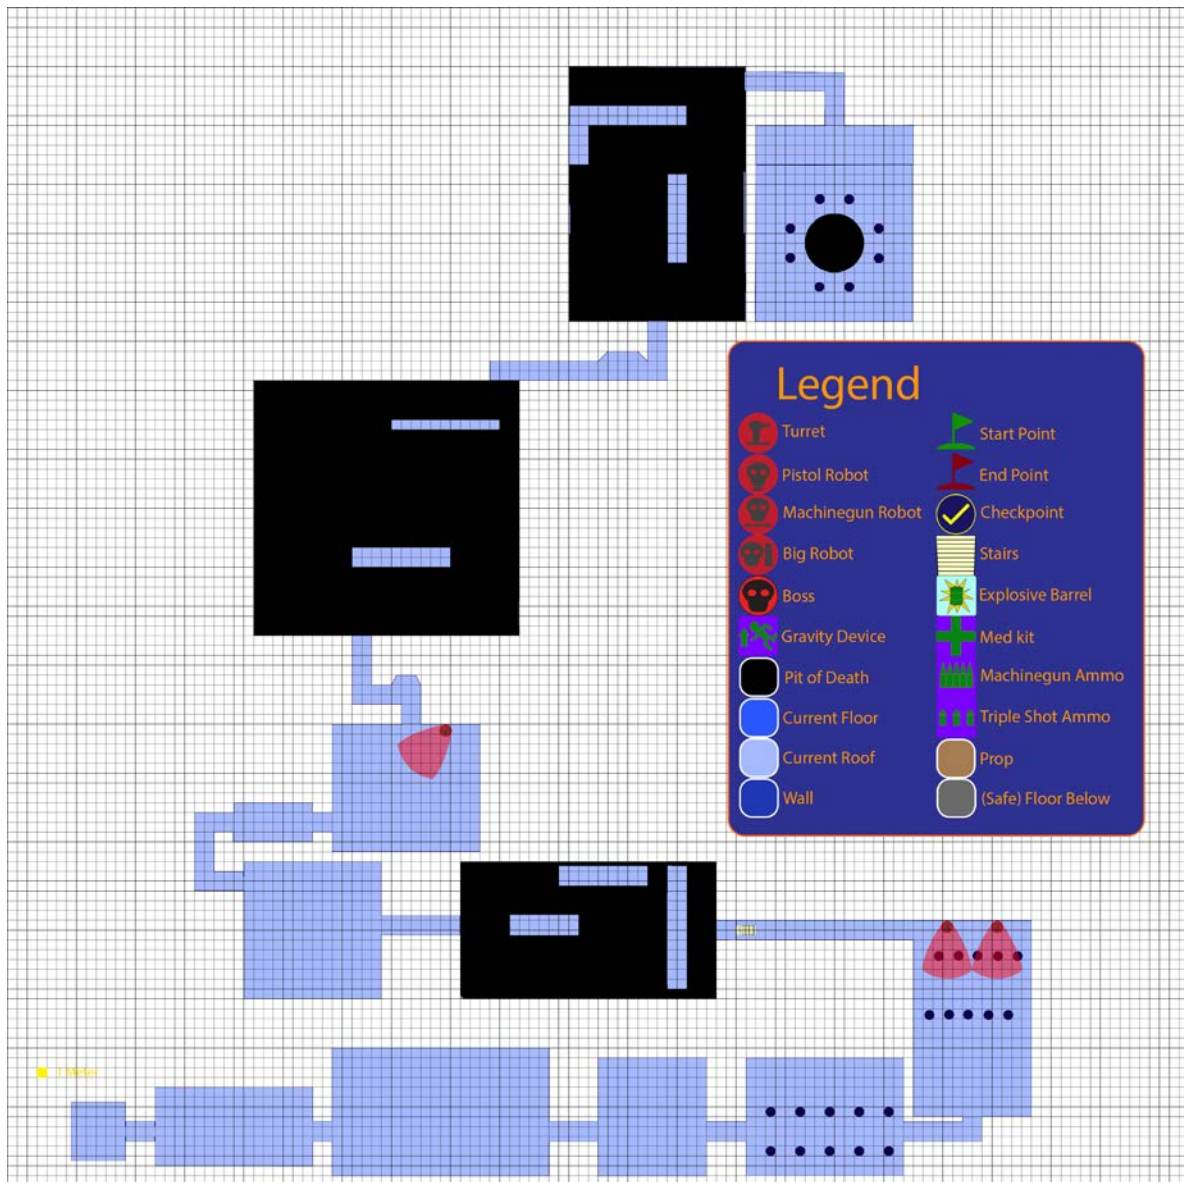 Legend
Turret
Start Point
Pistol Robot
End Point
Machinegun Robot
Checkpoint
Big Robot
Stairs
Boss
Explosive Barrel
Gravity Device
Med kit
Pit of Death
Machinegun Ammo
Current Floor
Triple Shot Ammo
Current Roof
Prop
Wall
(Safe) Floor Below
1 Meter